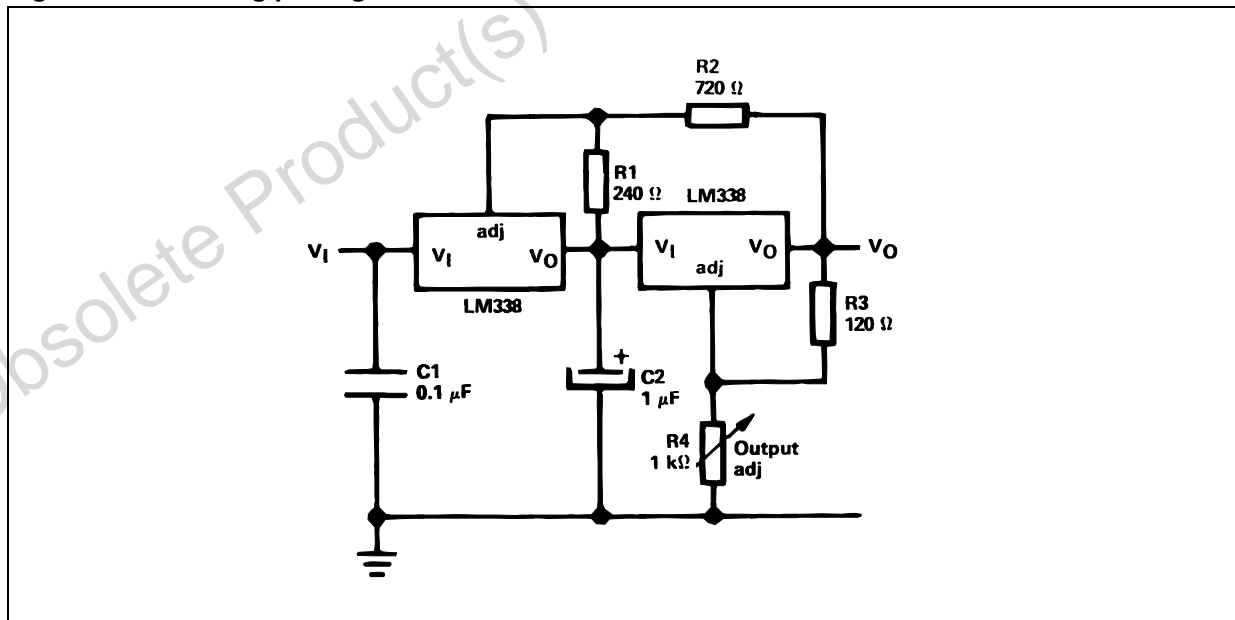 Obsolete Product(s)
R2
720 Ω
R1
240 Ω
LM338
adj
VI
VI
VO
VI
VO
VO
adj
LM338
R3
120 Ω
C1
0.1 μF
+
C2
1 μF
R4
1 kΩ
Output
adj